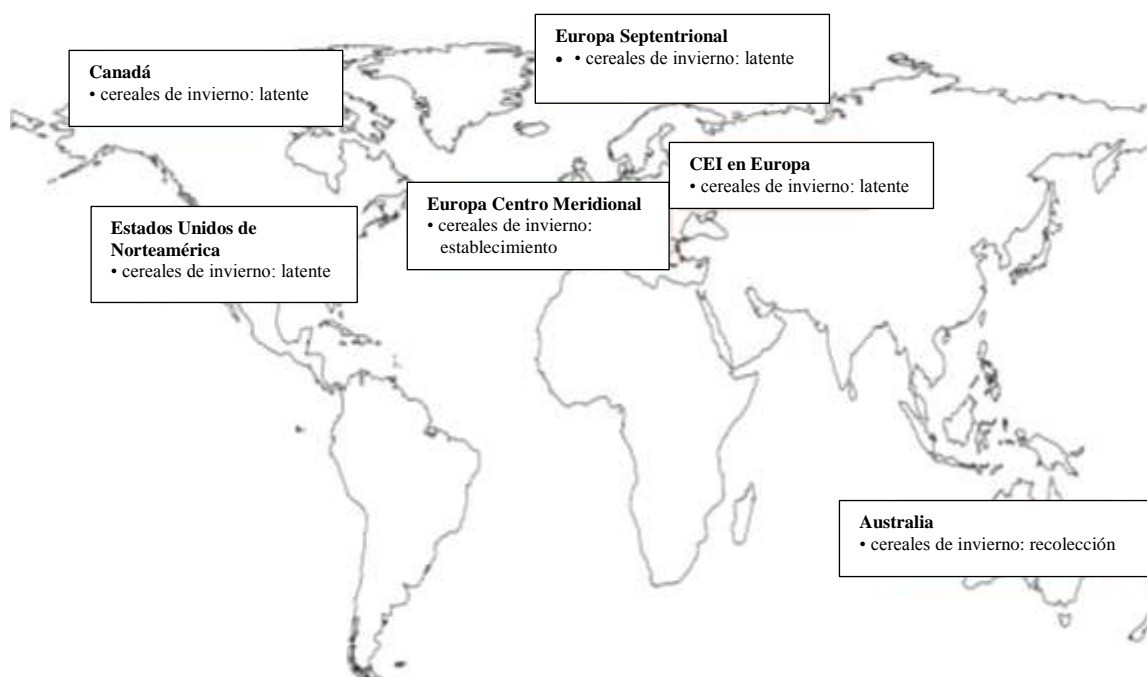 Europa Septentrional
• • cereales de invierno: latente
Canadá
• cereales de invierno: latente
CEI en Europa
• cereales de invierno: latente
Europa Centro Meridional
• cereales de invierno:
establecimiento
Estados Unidos de
Norteamérica
• cereales de invierno: latente
Australia
• cereales de invierno: recolección